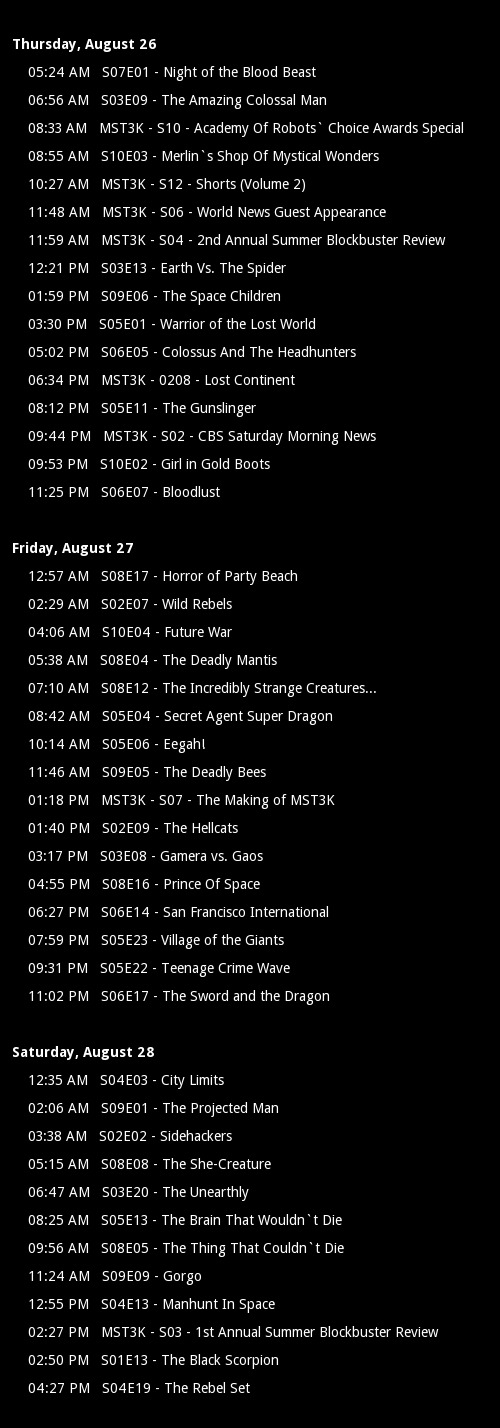 Thursday, August 26
05:24 AM S07E01 - Night of the Blood Beast
06:56 AM S03E09 - The Amazing Colossal Man
08:33 AM MST3K - S10 - Academy Of Robots` Choice Awards Special
08:55 AM S10E03 - Merlin`s Shop Of Mystical Wonders
10:27 AM MST3K - S12 - Shorts (Volume 2)
11:48 AM MST3K - S06 - World News Guest Appearance
11:59 AM MST3K - S04 - 2nd Annual Summer Blockbuster Review
12:21 PM S03E13 - Earth Vs. The Spider
01:59 PM S09E06 - The Space Children
03:30 PM S05E01 - Warrior of the Lost World
05:02 PM S06E05 - Colossus And The Headhunters
06:34 PM MST3K - 0208 - Lost Continent
08:12 PM S05E11 - The Gunslinger
09:44 PM MST3K - S02 - CBS Saturday Morning News
09:53 PM S10E02 - Girl in Gold Boots
11:25 PM S06E07 - Bloodlust
Friday, August 27
12:57 AM S08E17 - Horror of Party Beach
02:29 AM S02E07 - Wild Rebels
04:06 AM S10E04 - Future War
05:38 AM S08E04 - The Deadly Mantis
07:10 AM S08E12 - The Incredibly Strange Creatures...
08:42 AM S05E04 - Secret Agent Super Dragon
10:14 AM S05E06 - Eegah!
11:46 AM S09E05 - The Deadly Bees
01:18 PM MST3K - S07 - The Making of MST3K
01:40 PM S02E09 - The Hellcats
03:17 PM S03E08 - Gamera vs. Gaos
04:55 PM S08E16 - Prince Of Space
06:27 PM S06E14 - San Francisco International
07:59 PM S05E23 - Village of the Giants
09:31 PM S05E22 - Teenage Crime Wave
11:02 PM S06E17 - The Sword and the Dragon
Saturday, August 28
12:35 AM S04E03 - City Limits
02:06 AM S09E01 - The Projected Man
03:38 AM S02E02 - Sidehackers
05:15 AM S08E08 - The She-Creature
06:47 AM S03E20 - The Unearthly
08:25 AM S05E13 - The Brain That Wouldn`t Die
09:56 AM S08E05 - The Thing That Couldn`t Die
11:24 AM S09E09 - Gorgo
12:55 PM S04E13 - Manhunt In Space
02:27 PM MST3K - S03 - 1st Annual Summer Blockbuster Review
02:50 PM S01E13 - The Black Scorpion
04:27 PM S04E19 - The Rebel Set